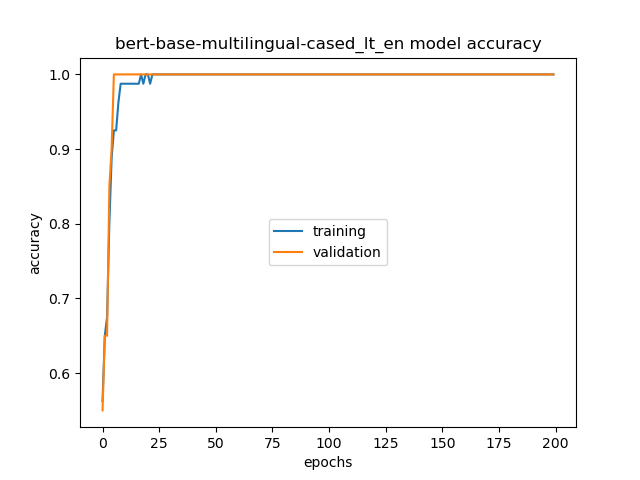 bert-base-multilingual-cased_lt_en model accuracy
1.0
0.9
0.8
0.7
0.6
accuracy
training
validation
0 25 50 75 100 125 150 175 200
epochs